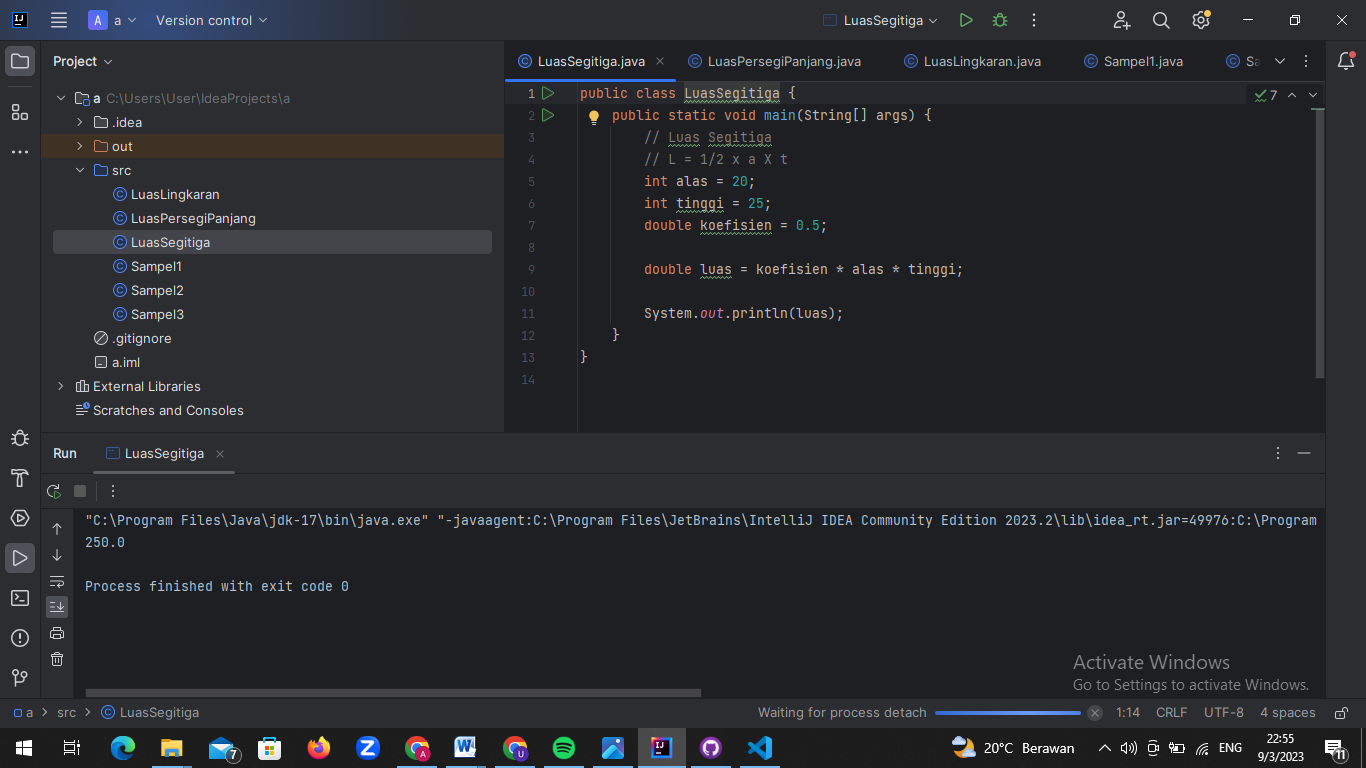 a
Version control
LuasSegitiga
Project
LuasSegitiga.java
LuasPersegiPanjang.java
LuasLingkaran.java
Sampel1.java
Sa
a C:\Users\User\IdeaProjects\a
.idea
out
src
LuasLingkaran
LuasPersegiPanjang
LuasSegitiga
Sampel1
Sampel2
Sampel3
.gitignore
a.iml
External Libraries
Scratches and Consoles
7
1 public class LuasSegitiga {
2 public static void main(String[] args) {
3 // Luas Segitiga
4 // L = 1/2 x a X t
5 int alas = 20;
6 int tinggi = 25;
7 double koefisien = 0.5;
8
9 double luas = koefisien * alas * tinggi;
10
11 System.out.println(luas);
12 }
13 }
14
Run LuasSegitiga
"C:\Program Files\Java\jdk-17\bin\java.exe" "-javaagent:C:\Program Files\JetBrains\IntelliJ IDEA Community Edition 2023.2\lib\idea_rt.jar=49976:C:\Program
250.0
Process finished with exit code 0
Activate Windows
Go to Settings to activate Windows.
a > src > LuasSegitiga
Waiting for process detach
1:14 CRLF UTF-8 4 spaces
7
20°C Berawan
ENG
22:55
9/3/2023
11